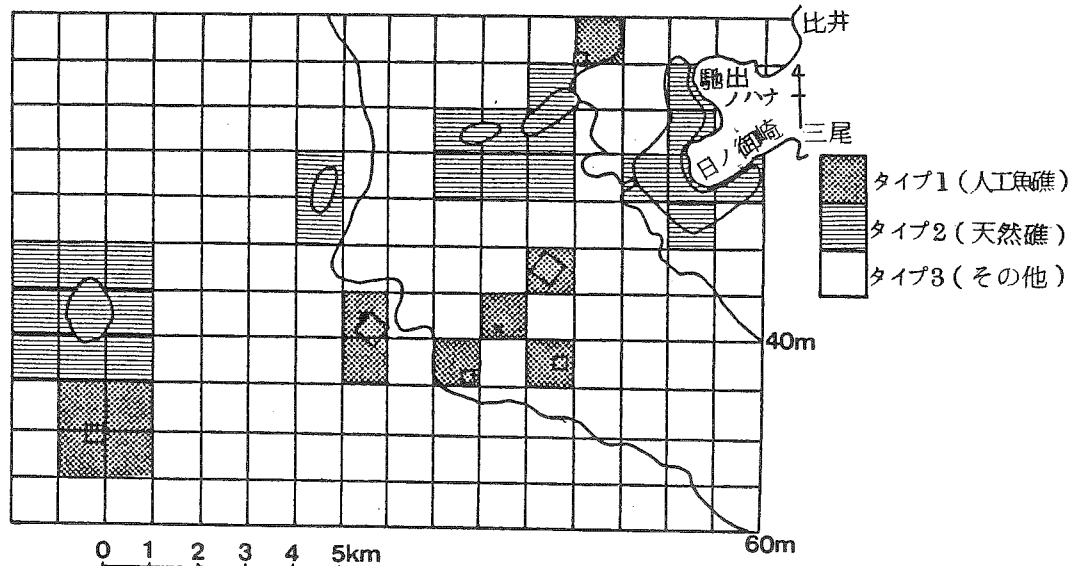 比井
馳出
ノハナ
日ノ御崎
三尾
タイプ1(人工魚礁)
タイプ2(天然礁)
タイプ3(その他)
40m
60m
0 1 2 3 4 5km